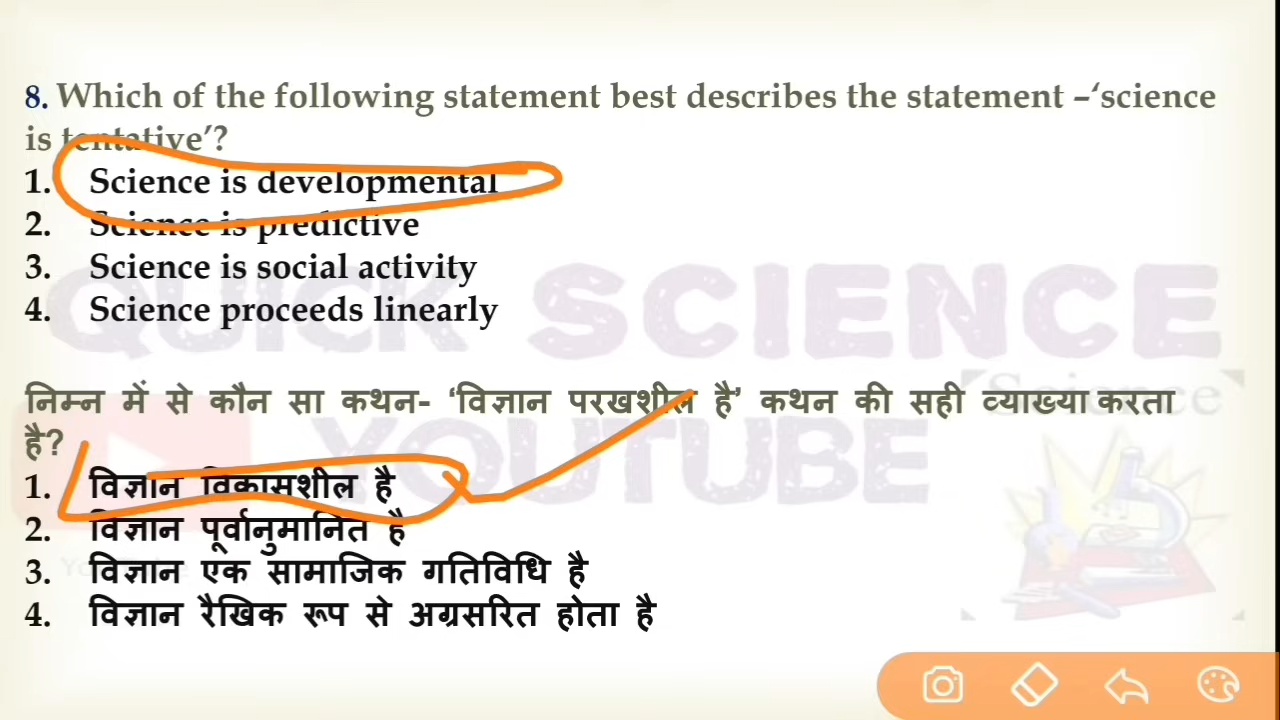 8. Which of the following statement best describes the statement –‘science
is tentative’?
1. Science is developmental
2. Science is predictive
3. Science is social activity
4. Science proceeds linearly
QUICK SCIENCE
निम्न में से कौन सा कथन- ‘विज्ञान परखशील है’ कथन की सही व्याख्या करता
Science
है?
YOUTUBE
1. विज्ञान विकासशील है
2. विज्ञान पूर्वानुमानित है
3. विज्ञान एक सामाजिक गतिविधि है
4. विज्ञान रैखिक रूप से अग्रसरित होता है